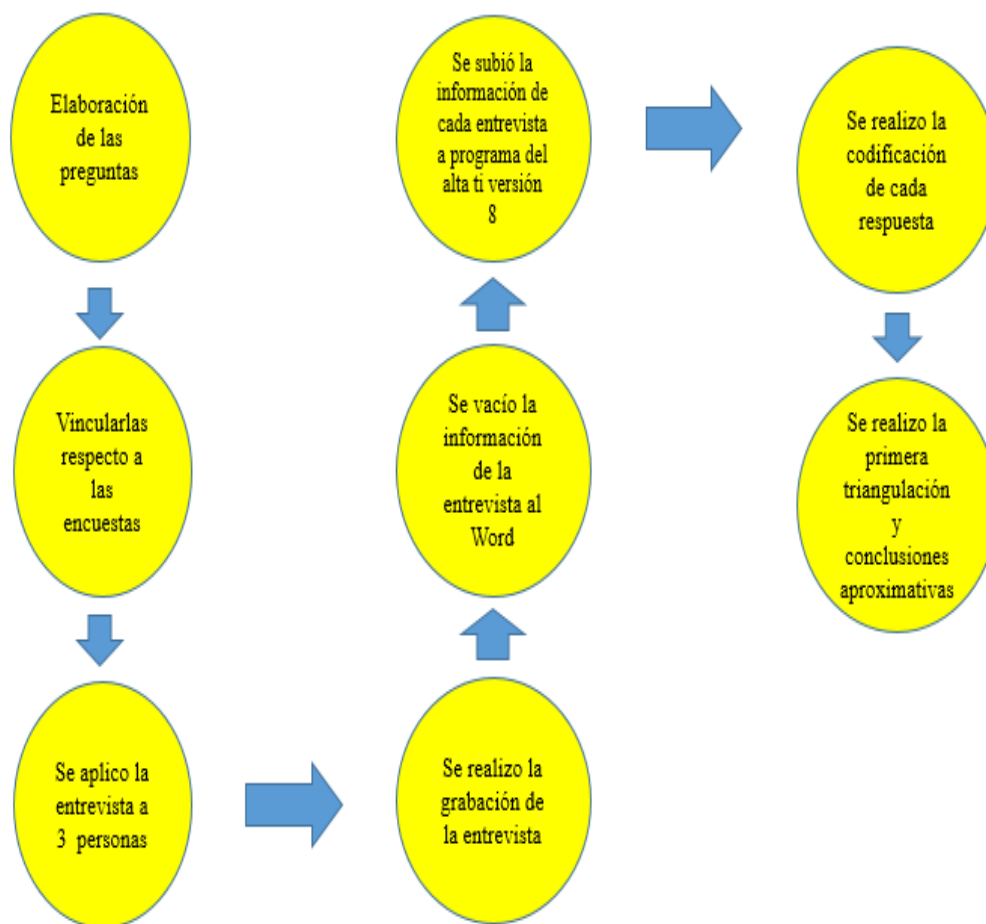 Elaboración
de las
preguntas
Vincularlas
respecto a
las
encuestas
Se aplico la
entrevista a
3 personas
Se realizo la
grabación de
la entrevista
Se vacío la
información
de la
entrevista al
Word
Se subió la
información de
cada entrevista
a programa del
alta ti versión
8
Se realizo la
codificación
de cada
respuesta
Se realizo la
primera
triangulación
y
conclusiones
aproximativas